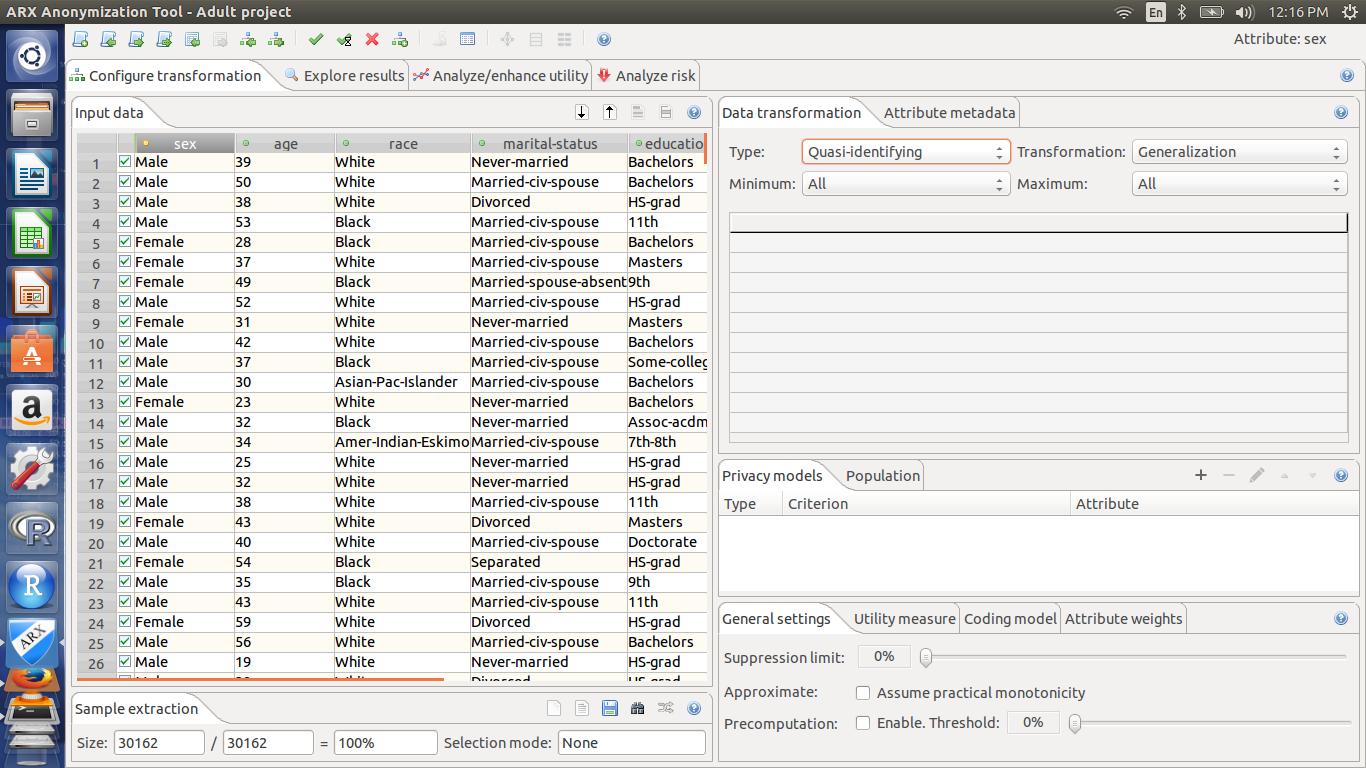 ARX Anonymization Tool - Adult project En 12:16 PM
Attribute: sex
Configure transformation Explore results Analyze/enhance utility Analyze risk
Input data
sex age race marital-status educatio
1 Male 39 White Never-married Bachelors
2 Male 50 White Married-civ-spouse Bachelors
3 Male 38 White Divorced HS-grad
4 Male 53 Black Married-civ-spouse 11th
5 Female 28 Black Married-civ-spouse Bachelors
6 Female 37 White Married-civ-spouse Masters
7 Female 49 Black Married-spouse-absent 9th
8 Male 52 White Married-civ-spouse HS-grad
9 Female 31 White Never-married Masters
10 Male 42 White Married-civ-spouse Bachelors
11 Male 37 Black Married-civ-spouse Some-colleg
12 Male 30 Asian-Pac-Islander Married-civ-spouse Bachelors
13 Female 23 White Never-married Bachelors
14 Male 32 Black Never-married Assoc-acdm
15 Male 34 Amer-Indian-Eskimo Married-civ-spouse 7th-8th
16 Male 25 White Never-married HS-grad
17 Male 32 White Never-married HS-grad
18 Male 38 White Married-civ-spouse 11th
19 Female 43 White Divorced Masters
20 Male 40 White Married-civ-spouse Doctorate
21 Female 54 Black Separated HS-grad
22 Male 35 Black Married-civ-spouse 9th
23 Male 43 White Married-civ-spouse 11th
24 Female 59 White Divorced HS-grad
25 Male 56 White Married-civ-spouse Bachelors
26 Male 19 White Never-married HS-grad
Sample extraction
Size: 30162 / 30162 = 100% Selection mode: None
Data transformation Attribute metadata
Type: Quasi-identifying Transformation: Generalization
Minimum: All Maximum: All
Privacy models Population
Type Criterion Attribute
General settings Utility measure Coding model Attribute weights
Suppression limit: 0%
Approximate: Assume practical monotonicity
Precomputation: Enable. Threshold: 0%
A
a
R
R
ARX